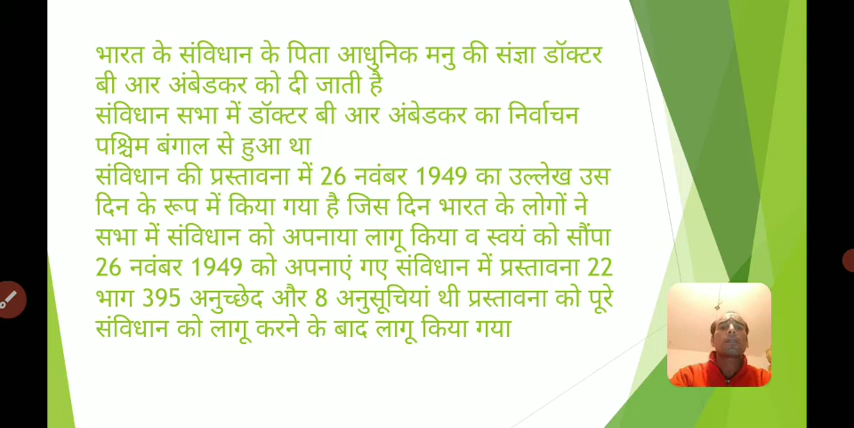 भारत के संविधान के पिता आधुनिक मनु की संज्ञा डॉक्टर
बी आर अंबेडकर को दी जाती है
संविधान सभा में डॉक्टर बी आर अंबेडकर का निर्वाचन
पश्चिम बंगाल से हुआ था
संविधान की प्रस्तावना में 26 नवंबर 1949 का उल्लेख उस
दिन के रूप में किया गया है जिस दिन भारत के लोगों ने
सभा में संविधान को अपनाया लागू किया व स्वयं को सौंपा
26 नवंबर 1949 को अपनाएं गए संविधान में प्रस्तावना 22
भाग 395 अनुच्छेद और 8 अनुसूचियां थी प्रस्तावना को पूरे
संविधान को लागू करने के बाद लागू किया गया